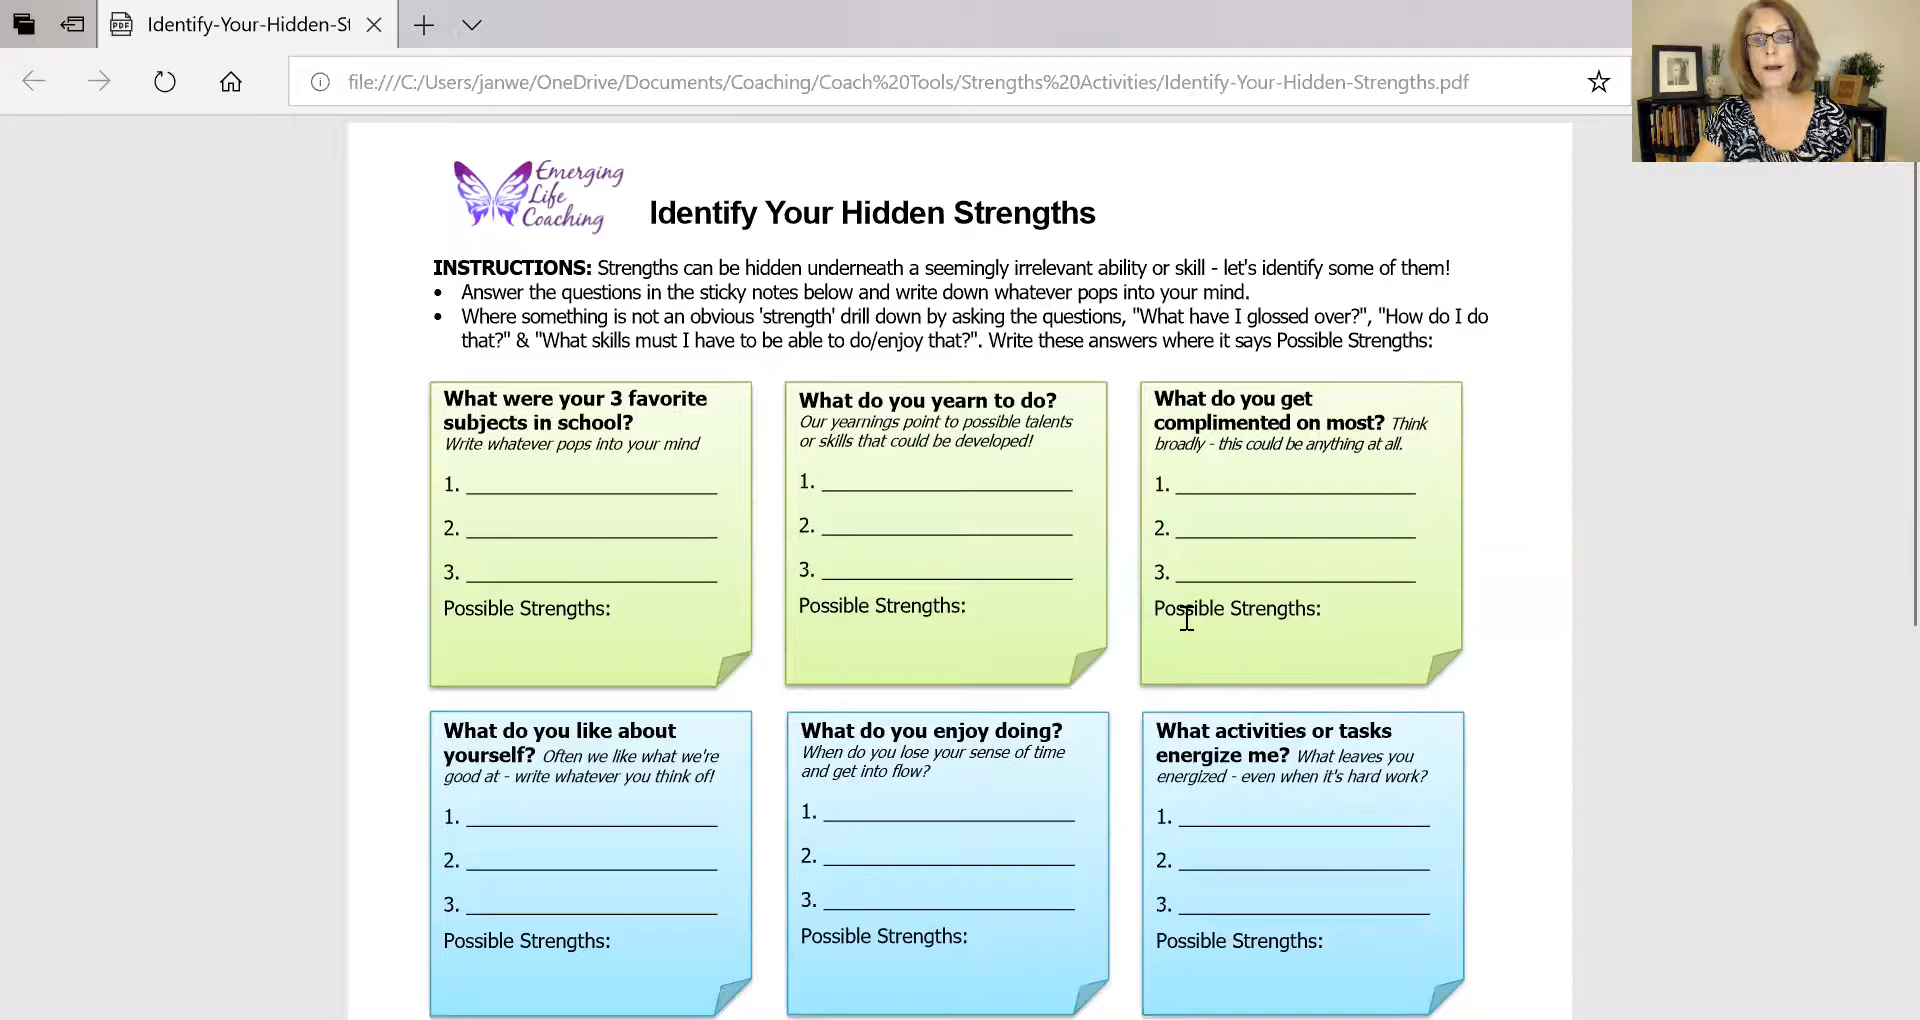 Identify-Your-Hidden-St
file:///C:/Users/janwe/OneDrive/Documents/Coaching/Coach%20Tools/Strengths%20Activities/Identify-Your-Hidden-Strengths.pdf
Emerging
Life
Coaching
Identify Your Hidden Strengths
INSTRUCTIONS: Strengths can be hidden underneath a seemingly irrelevant ability or skill - let's identify some of them!
• Answer the questions in the sticky notes below and write down whatever pops into your mind.
• Where something is not an obvious 'strength' drill down by asking the questions, "What have I glossed over?", "How do I do
that?" & "What skills must I have to be able to do/enjoy that?". Write these answers where it says Possible Strengths:
What were your 3 favorite
subjects in school?
Write whatever pops into your mind
1.
2.
3.
Possible Strengths:
What do you yearn to do?
Our yearnings point to possible talents
or skills that could be developed!
1.
2.
3.
Possible Strengths:
What do you get
complimented on most? Think
broadly - this could be anything at all.
1.
2.
3.
Possible Strengths:
What do you like about
yourself? Often we like what we're
good at - write whatever you think of!
1.
2.
3.
Possible Strengths:
What do you enjoy doing?
When do you lose your sense of time
and get into flow?
1.
2.
3.
Possible Strengths:
What activities or tasks
energize me? What leaves you
energized - even when it's hard work?
1.
2.
3.
Possible Strengths: